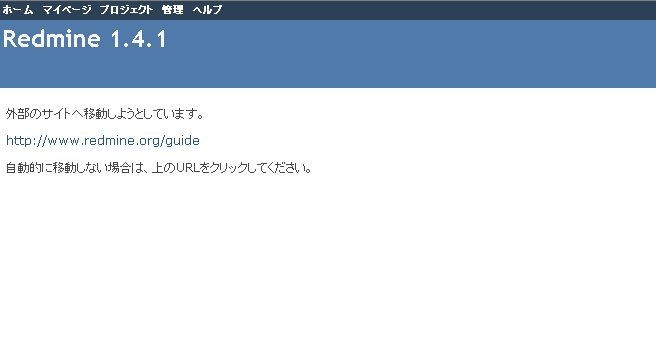 ホーム マイページ プロジェクト 管理 ヘルプ
Redmine 1.4.1
外部のサイトへ移動しようとしています。
http://www.redmine.org/guide
自動的に移動しない場合は、上のURLをクリックしてください。